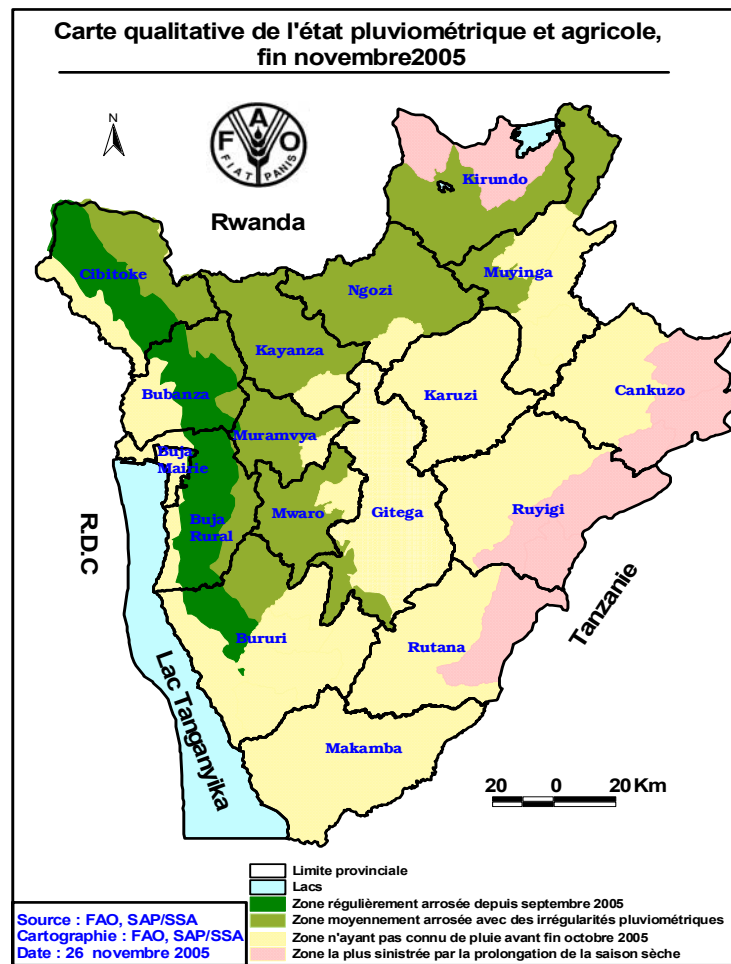 Carte qualitative de l'état pluviométrique et agricole,
fin novembre2005
N
F A O
FIAT PANIS
Rwanda
Kirundo
Cibitoke
Ngozi
Muyinga
Kayanza
Bubanza
Karuzi
Cankuzo
Muramvya
Buja
Mairie
Buja
Rural
Mwaro
Gitega
Ruyigi
R.D.C
Tanzanie
Bururi
Rutana
Lac Tanganyika
Makamba
20 0 20 Km
Limite provinciale
Lacs
Zone régulièrement arrosée depuis septembre 2005
Zone moyennement arrosée avec des irrégularités pluviométriques
Zone n'ayant pas connu de pluie avant fin octobre 2005
Zone la plus sinistrée par la prolongation de la saison sèche
Source : FAO, SAP/SSA
Cartographie : FAO, SAP/SSA
Date : 26 novembre 2005